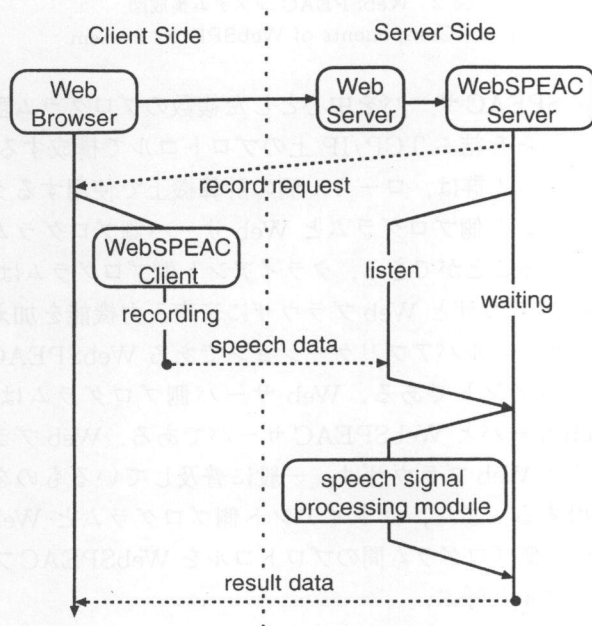 Client Side
Server Side
Web
Browser
Web
Server
WebSPEAC
Server
record request
WebSPEAC
Client
listen
recording
waiting
speech data
speech signal
processing module
result data